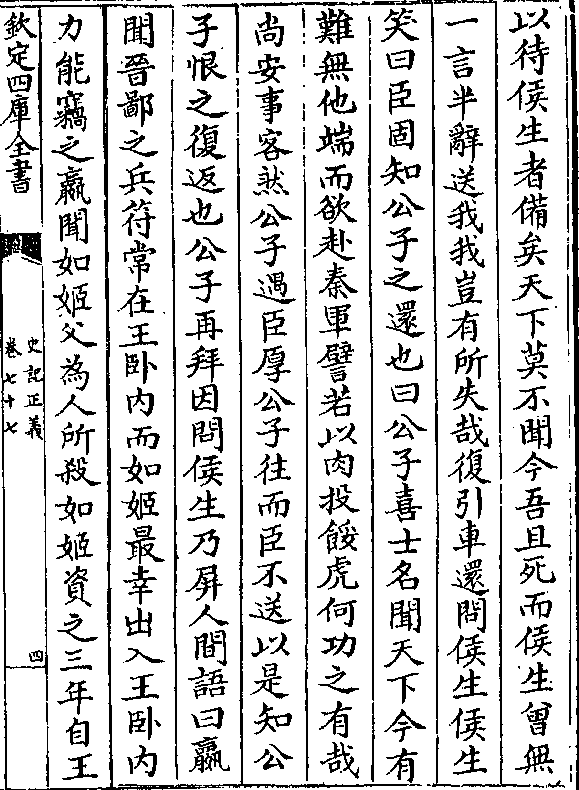 以待侯生者備矣天下莫不聞今吾且死而侯生曾無
一言半辭送我我豈有所失哉復引車還問侯生侯生
笑曰臣固知公子之還也曰公子喜士名聞天下今有
難無他端而欲赴秦軍譬若以肉投餒虎何功之有哉
尚安事客然公子遇臣厚公子往而臣不送以是知公
子恨之復返也公子再拜因問侯生乃屏人間語曰嬴
聞晉鄙之兵符常在王卧内而如姬最幸出入王卧内
力能竊之嬴聞如姬父為人所殺如姬資之三年自王
欽定四庫全書
史記正義
卷七十七
四